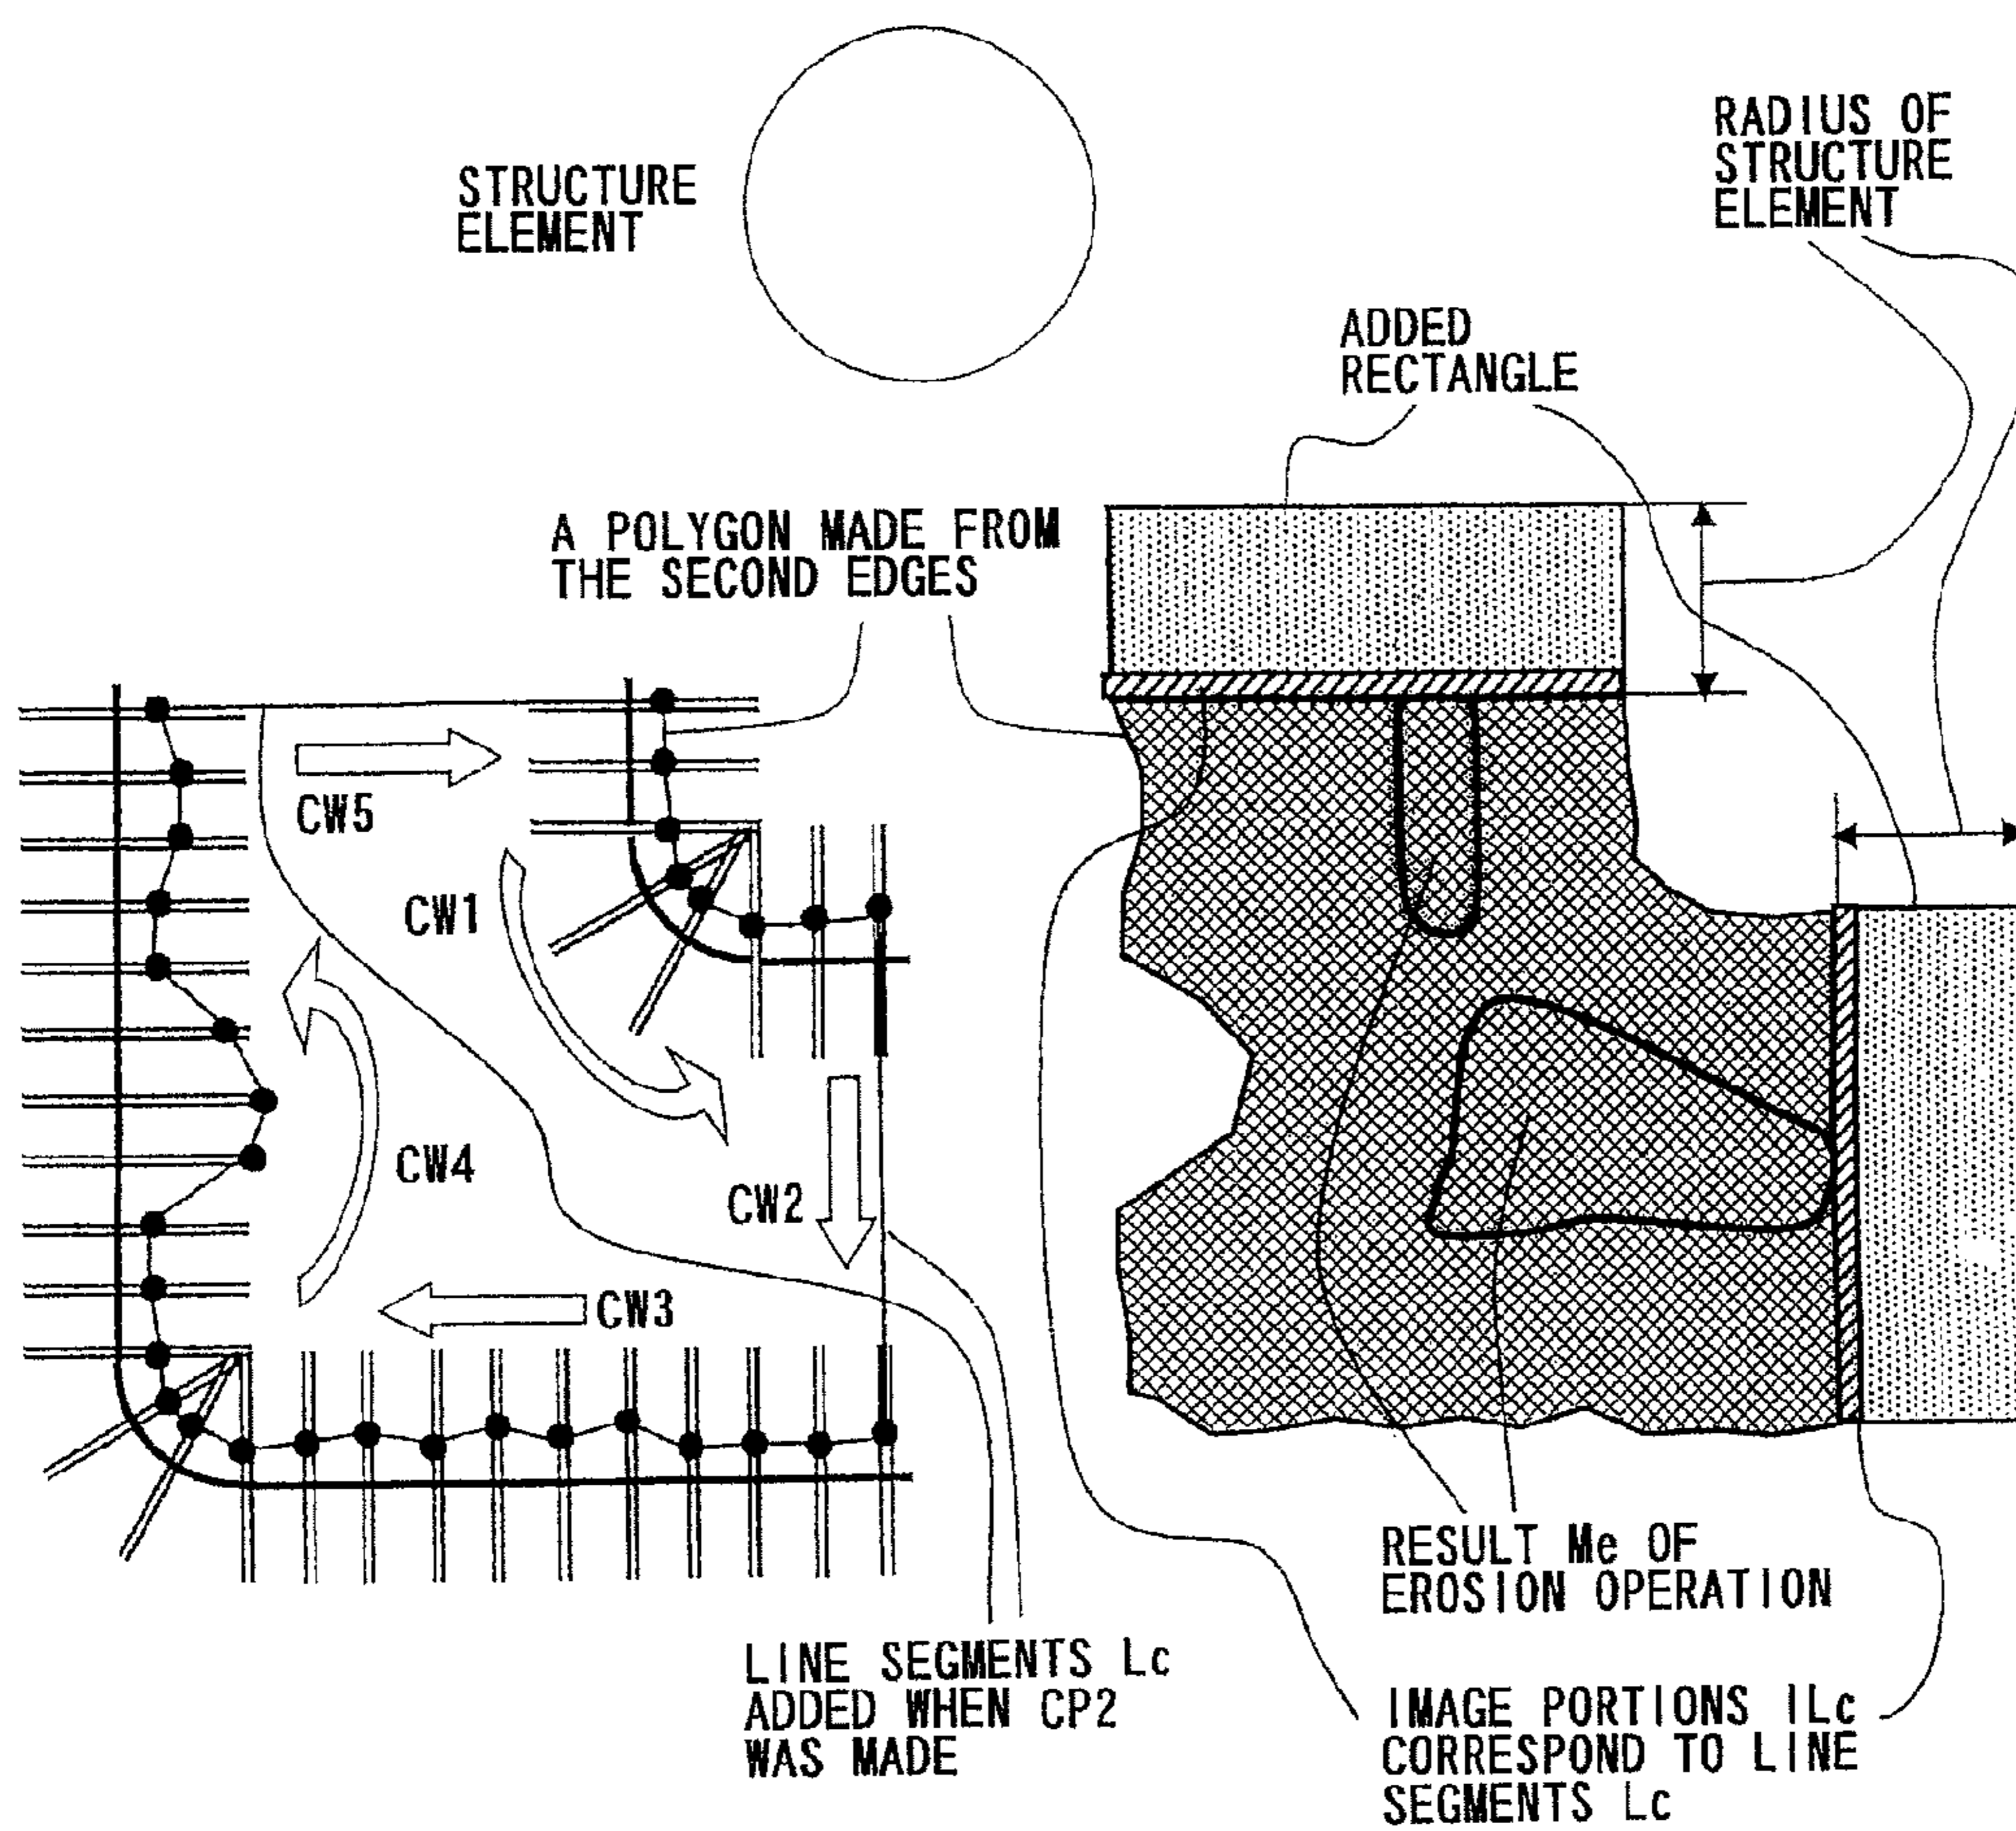 STRUCTURE
ELEMENT
RADIUS OF
STRUCTURE
ELEMENT
ADDED
RECTANGLE
A POLYGON MADE FROM
THE SECOND EDGES
CW5
CW1
CW4
CW2
CW3
RESULT Me OF
EROSION OPERATION
LINE SEGMENTS Lc
ADDED WHEN CP2
WAS MADE
IMAGE PORTIONS ILc
CORRESPOND TO LINE
SEGMENTS Lc